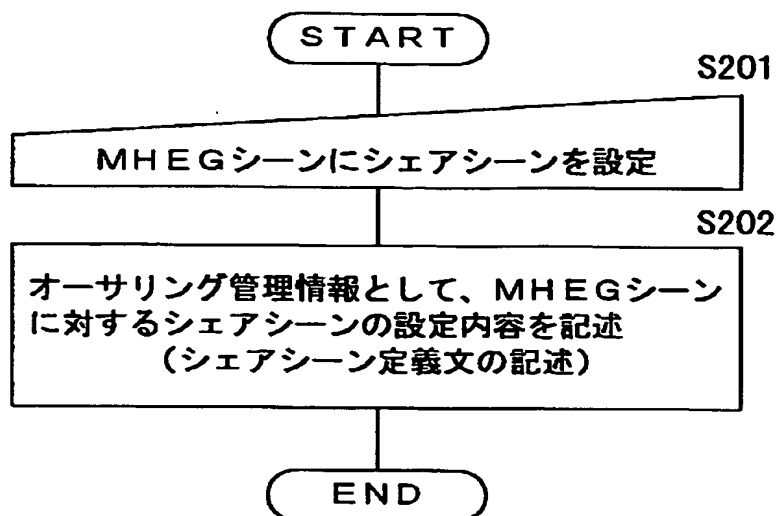 START
S201
MHEGシーンにシェアシーンを設定
S202
オーサリング管理情報として、MHEGシーン
に対するシェアシーンの設定内容を記述
(シェアシーン定義文の記述)
END